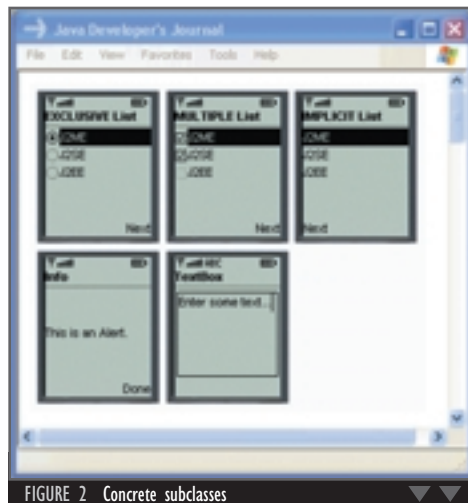 Java Developer's Journal
File Edit View Favorites Tools Help
EXCLUSIVE List
J2ME
J2SE
J2EE
Next
MULTIPLE List
J2ME
J2SE
J2EE
Next
IMPLICIT List
J2ME
J2SE
J2EE
Next
Info
This is an Alert.
Done
ABC
TextBox
Enter some text...
FIGURE 2 Concrete subclasses